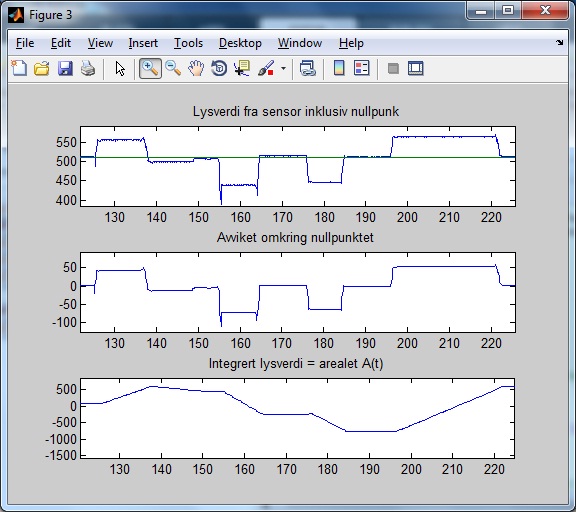 Figure 3
File Edit View Insert Tools Desktop Window Help
Lysverdi fra sensor inklusiv nullpunk
550
500
450
400
130 140 150 160 170 180 190 200 210 220
Avviket omkring nullpunktet
50
0
-50
-100
130 140 150 160 170 180 190 200 210 220
Integrert lysverdi = arealet A(t)
500
0
-500
-1000
-1500
130 140 150 160 170 180 190 200 210 220